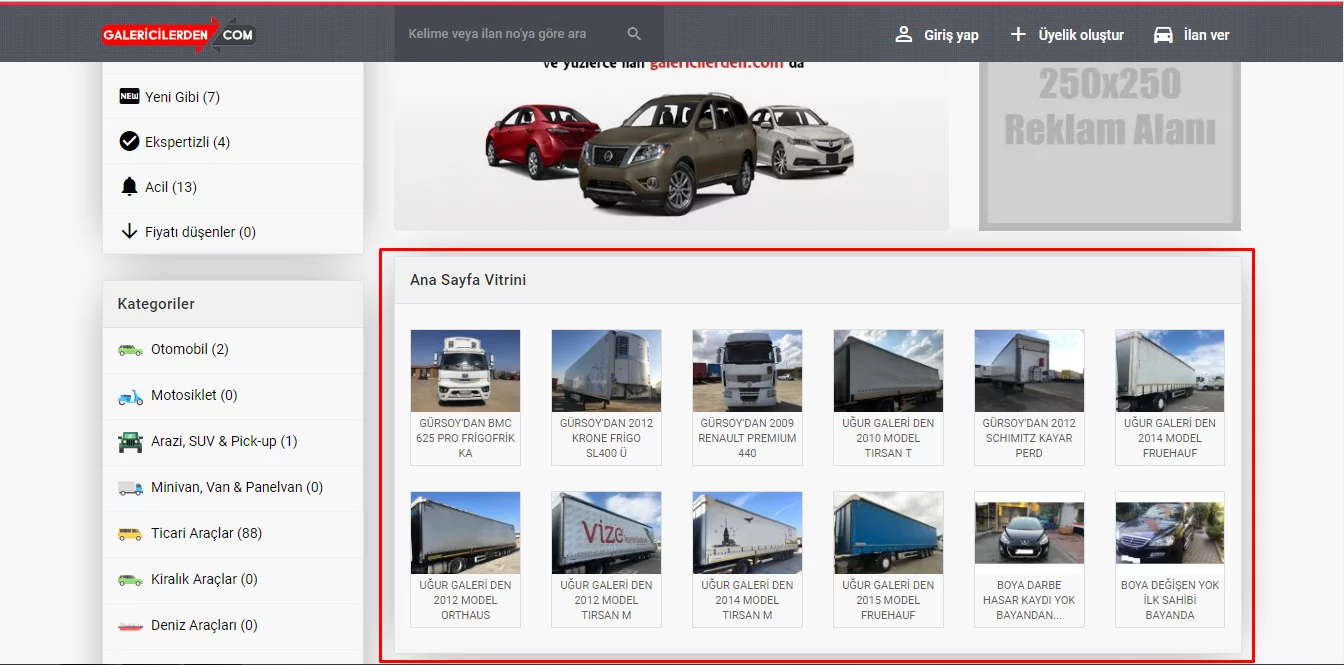 GALERICILERDEN COM
Kelime veya ilan no'ya göre ara
Giriş yap
Üyelik oluştur
İlan ver
ve yüzlerce ilan galericilerden.com'da
250x250
Reklam Alanı
NEW Yeni Gibi (7)
Ekspertizli (4)
Acil (13)
Fiyatı düşenler (0)
Kategoriler
Otomobil (2)
Motosiklet (0)
Arazi, SUV & Pick-up (1)
Minivan, Van & Panelvan (0)
Ticari Araçlar (88)
Kiralık Araçlar (0)
Deniz Araçları (0)
Ana Sayfa Vitrini
GÜRSOY'DAN BMC
625 PRO FRİGOFRİK
KA
GÜRSOY'DAN 2012
KRONE FRİGO
SL400 Ü
GÜRSOY'DAN 2009
RENAULT PREMIUM
440
UĞUR GALERİ DEN
2010 MODEL
TIRSAN T
GÜRSOY'DAN 2012
SCHIMITZ KAYAR
PERD
UĞUR GALERİ DEN
2014 MODEL
FRUEHAUF
UĞUR GALERİ DEN
2012 MODEL
ORTHAUS
Vize
UĞUR GALERİ DEN
2012 MODEL
TIRSAN M
UĞUR GALERİ DEN
2014 MODEL
TIRSAN M
UĞUR GALERİ DEN
2015 MODEL
FRUEHAUF
BOYA DARBE
HASAR KAYDI YOK
BAYANDAN...
BOYA DEĞİŞEN YOK
İLK SAHİBİ
BAYANDA